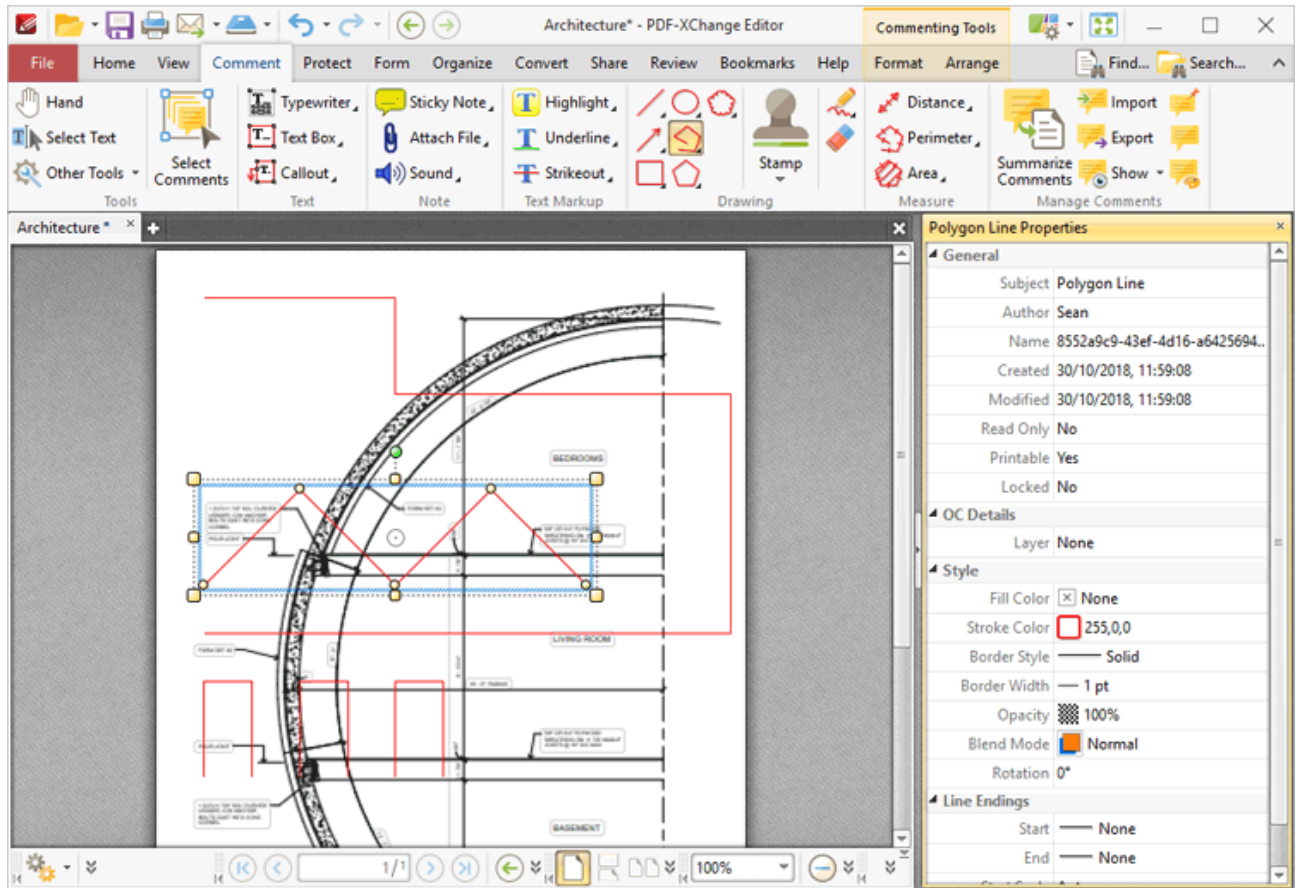 Architecture* - PDF-XChange Editor
Commenting Tools
File Home View Comment Protect Form Organize Convert Share Review Bookmarks Help Format Arrange Find... Search...
Hand
Select Text
Other Tools
Select
Comments
Tools
Typewriter
Text Box
Callout
Text
Sticky Note
Attach File
Sound
Note
Highlight
Underline
Strikeout
Text Markup
Stamp
Drawing
Distance
Perimeter
Area
Measure
Summarize
Comments
Import
Export
Show
Manage Comments
Architecture *
BEDROOMS
LIVING ROOM
BASEMENT
Polygon Line Properties
General
Subject Polygon Line
Author Sean
Name 8552a9c9-43ef-4d16-a6425694..
Created 30/10/2018, 11:59:08
Modified 30/10/2018, 11:59:08
Read Only No
Printable Yes
Locked No
OC Details
Layer None
Style
Fill Color None
Stroke Color 255,0,0
Border Style Solid
Border Width 1 pt
Opacity 100%
Blend Mode Normal
Rotation 0°
Line Endings
Start None
End None
1/1
100%